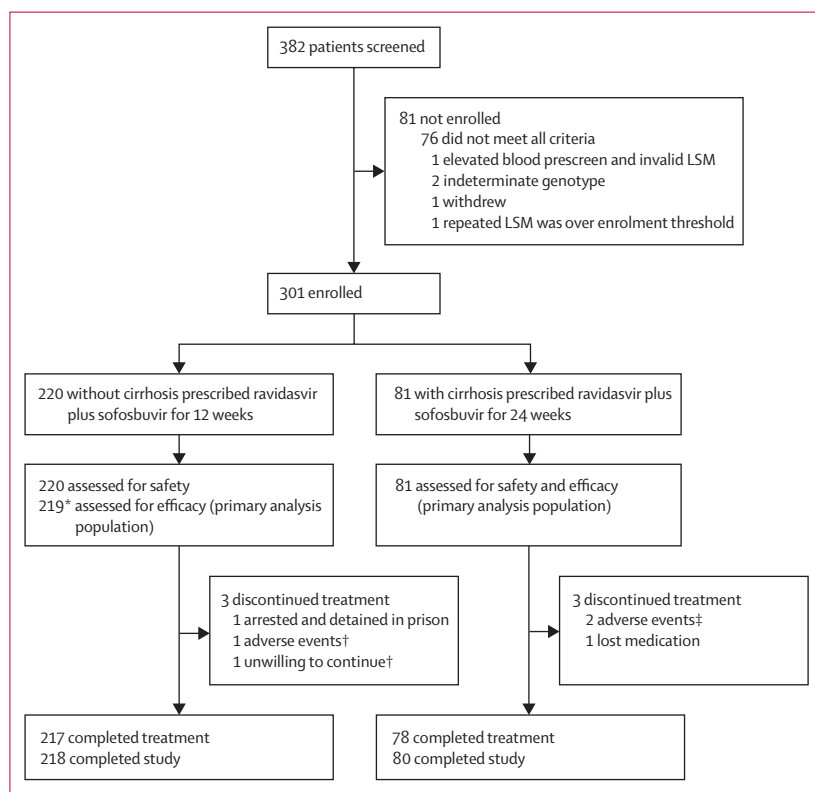 382 patients screened
81 not enrolled
76 did not meet all criteria
1 elevated blood prescreen and invalid LSM
2 indeterminate genotype
1 withdrew
1 repeated LSM was over enrolment threshold
301 enrolled
220 without cirrhosis prescribed ravidasvir
plus sofosbuvir for 12 weeks
81 with cirrhosis prescribed ravidasvir plus
sofosbuvir for 24 weeks
220 assessed for safety
219* assessed for efficacy (primary analysis
population)
81 assessed for safety and efficacy
(primary analysis population)
3 discontinued treatment
1 arrested and detained in prison
1 adverse events†
1 unwilling to continue†
3 discontinued treatment
2 adverse events‡
1 lost medication
217 completed treatment
218 completed study
78 completed treatment
80 completed study